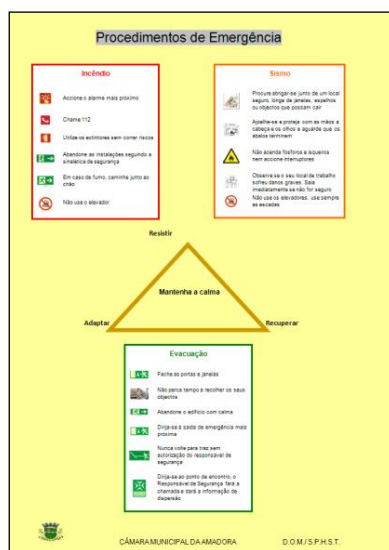 Procedimentos de Emergência
Incêndio
Accione o alarme mais próximo
Chame 112
Utilize os extintores sem correr riscos
Abandone as instalações seguindo a
sinalética de segurança
Em caso de fumo, caminhe junto ao
chão
Não use o elevador
Sismo
Procure abrigar-se junto de um local
seguro, longe de janelas, espelhos
ou objectos que possam cair
Ajoelhe-se e proteja com as mãos a
cabeça e os olhos e aguarde que os
abalos terminem
Não acenda fósforos e isqueiros
nem accione interruptores
Observe se o seu local de trabalho
sofreu danos graves. Saia
imediatamente se não for seguro
Não use os elevadores, use sempre
as escadas
Resistir
Mantenha a calma
Adaptar
Recuperar
Evacuação
Feche as portas e janelas
Não perca tempo a recolher os seus
objectos
Abandone o edifício com calma
Dirija-se à saída de emergência mais
próxima
Nunca volte para traz sem
autorização do responsável de
segurança
Dirija-se ao ponto de encontro, o
Responsável de Segurança fará a
chamada e dará a informação de
dispersão
CÂMARA MUNICIPAL DA AMADORA
D.O.M./ S.P.H.S.T.